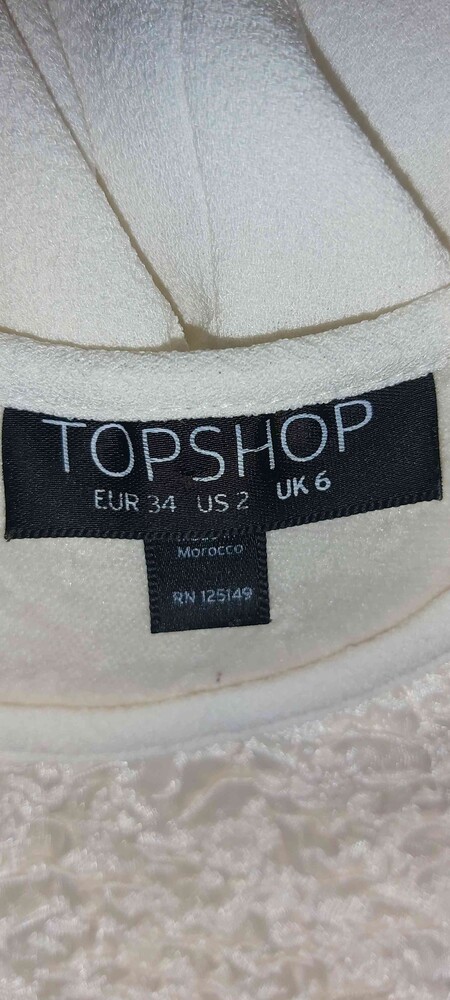 TOPSHOP
EUR 34 US 2 UK 6
Morocco
RN 125149